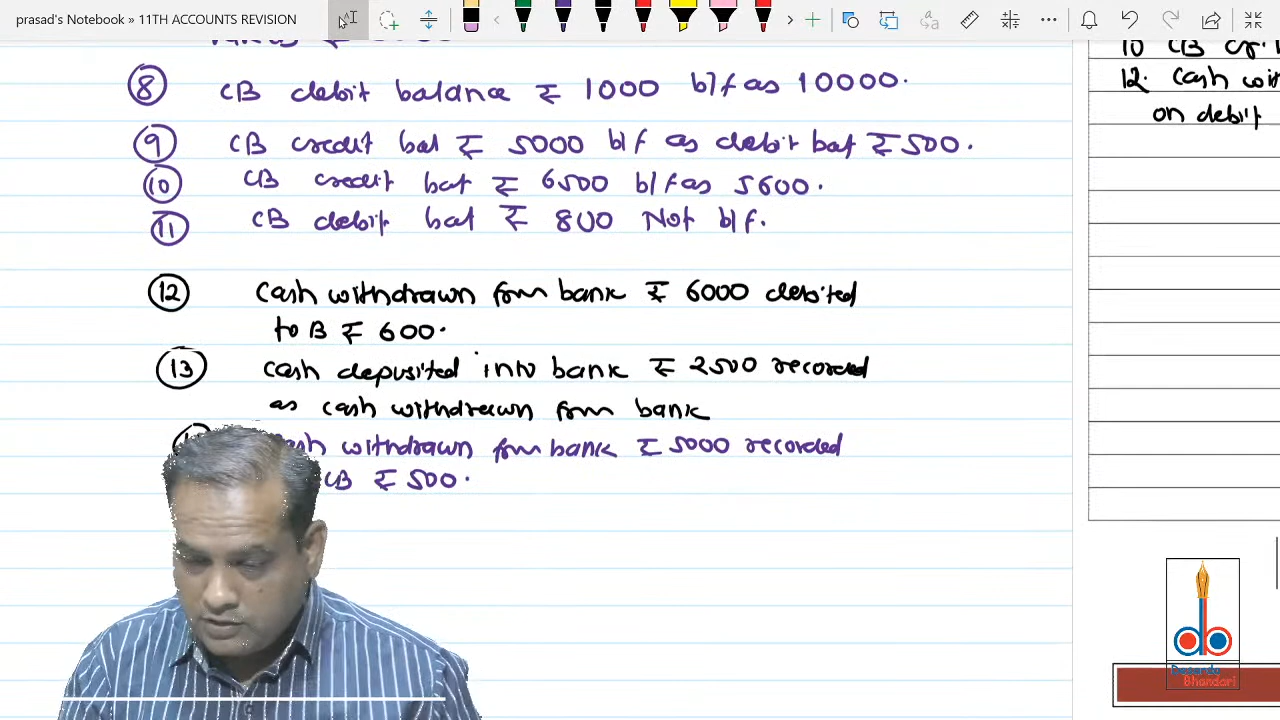 prasad's Notebook » 11TH ACCOUNTS REVISION
8 CB debit balance ₹ 1000 b/f as 10000.
9 CB credit bal ₹ 5000 b/f as debit bal ₹ 500.
10 CB credit bal ₹ 6500 b/f as 5600.
11 CB debit bal ₹ 800 Not b/f.
12 cash withdrawn from bank ₹ 6000 debited
to B ₹ 600.
13 cash deposited into bank ₹ 2500 recorded
as cash withdrawn from bank
withdrawn from bank ₹ 5000 recorded
CB ₹ 500.
10 CB
12. Cash
on debit
Bhandari